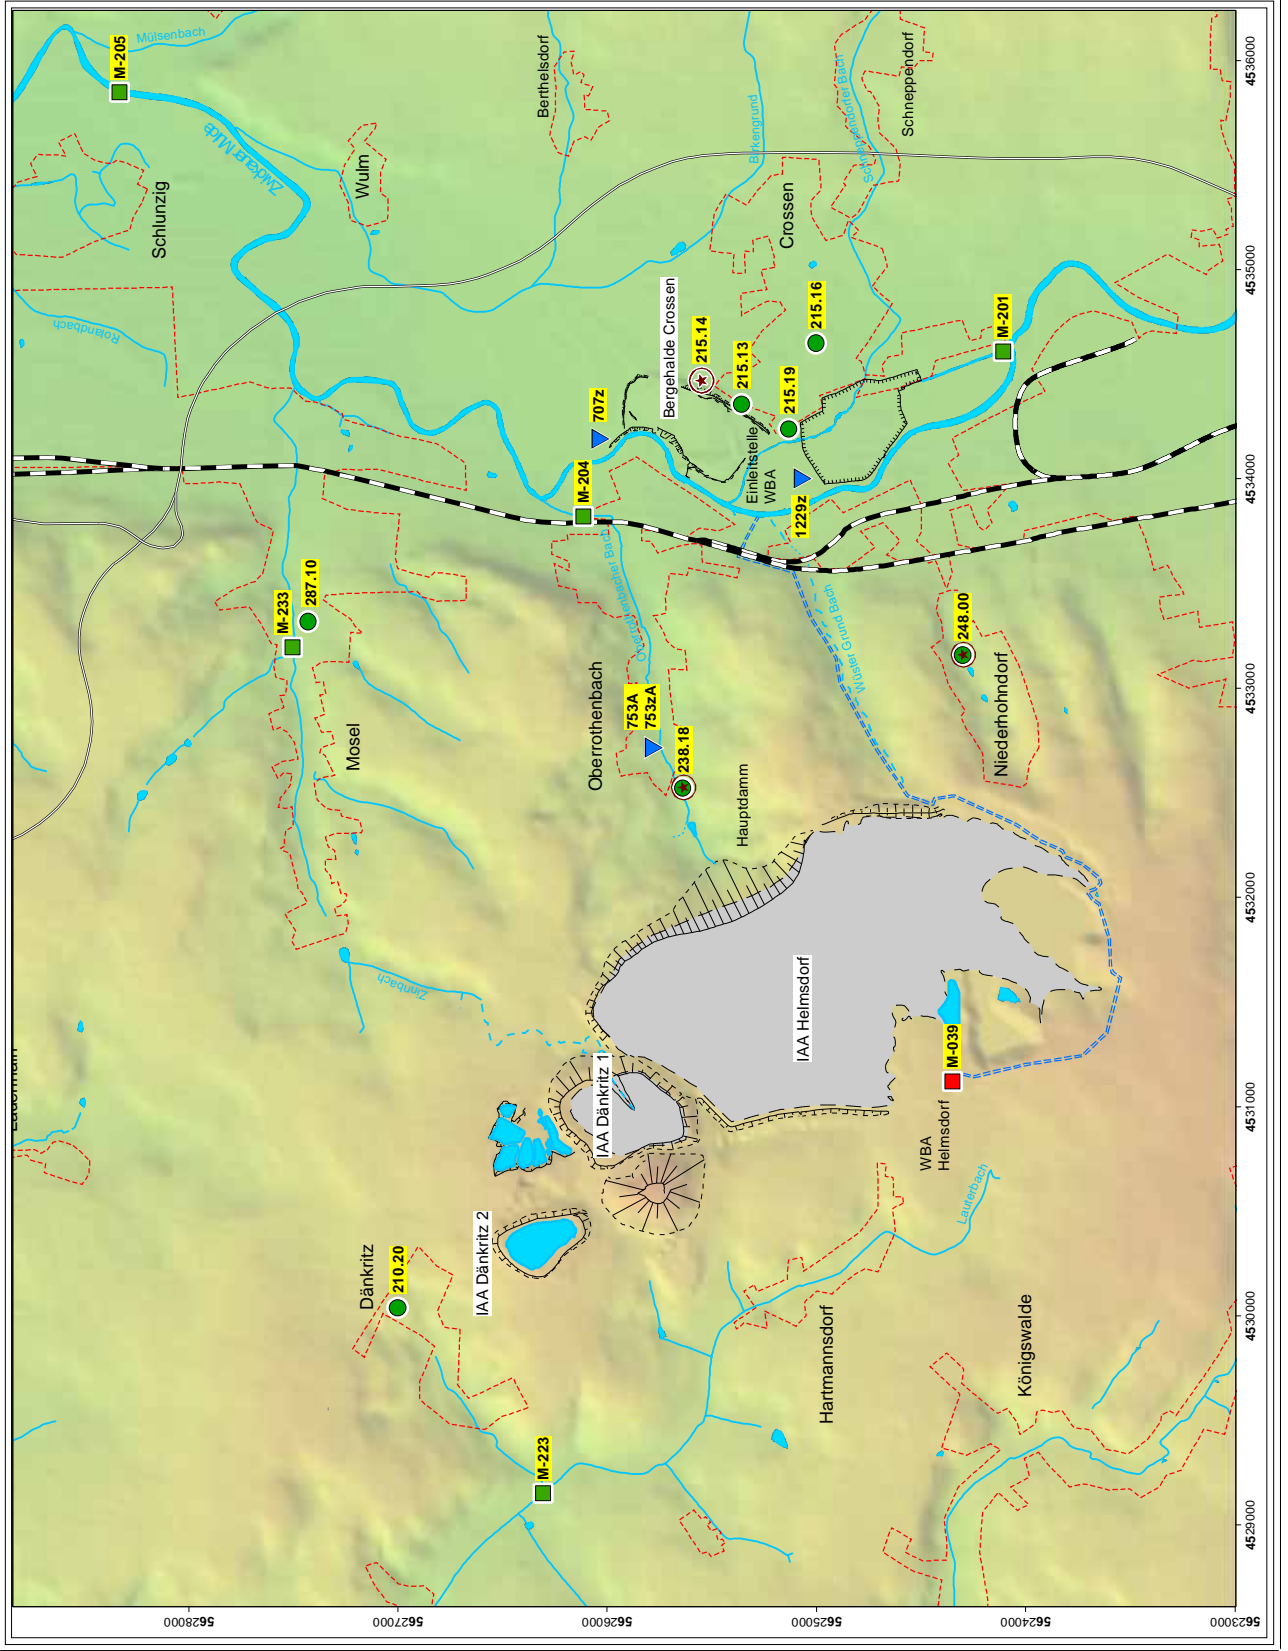 Mülsenbach
M-205
Zwickauer Mulde
Schlunzig
Wulm
Berthelsdorf
Birkengrund
Schneppendorfer Bach
Schneppendorf
4536000
Rolandbach
Crossen
4535000
Bergehalde Crossen
215.14
215.13
215.16
215.19
M-201
707z
M-204
Einleitstelle
WBA
1229z
4534000
M-233
287.10
Oberrothenbacher Bach
Wüster Grund Bach
248.00
Niederhohndorf
4533000
Mosel
Oberrothenbach
753A
753zA
238.18
Hauptdamm
4532000
Zinnbach
IAA Helmsdorf
IAA Dänkritz 1
M-039
WBA
Helmsdorf
4531000
Lauterbach
IAA Dänkritz 2
Dänkritz
210.20
Hartmannsdorf
Königswalde
4530000
M-223
4529000
5628000
5627000
5626000
5625000
5624000
5623000